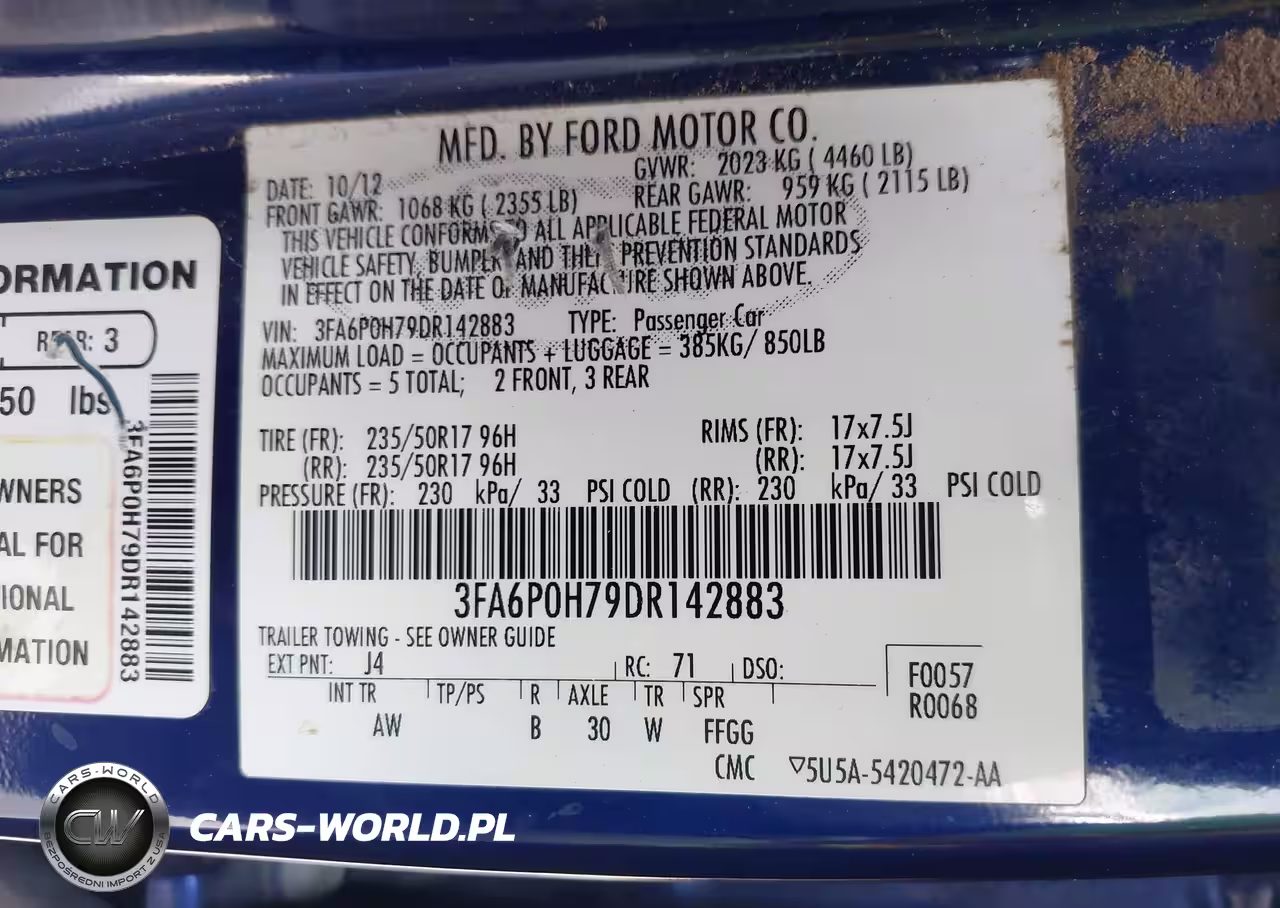 ORMATION
REAR: 3
50 lbs
3FA6P0H79DR142883
WNERS
AL FOR
IONAL
MATION
MFD. BY FORD MOTOR CO.
DATE: 10/12 GVWR: 2023 KG ( 4460 LB)
FRONT GAWR: 1068 KG ( 2355 LB) REAR GAWR: 959 KG ( 2115 LB)
THIS VEHICLE CONFORMS TO ALL APPLICABLE FEDERAL MOTOR
VEHICLE SAFETY, BUMPER AND THEFT PREVENTION STANDARDS
IN EFFECT ON THE DATE OF MANUFACTURE SHOWN ABOVE.
VIN: 3FA6P0H79DR142883 TYPE: Passenger Car
MAXIMUM LOAD = OCCUPANTS + LUGGAGE = 385KG/ 850LB
OCCUPANTS = 5 TOTAL; 2 FRONT, 3 REAR
TIRE (FR): 235/50R17 96H RIMS (FR): 17x7.5J
(RR): 235/50R17 96H (RR): 17x7.5J
PRESSURE (FR): 230 kPa/ 33 PSI COLD (RR): 230 kPa/ 33 PSI COLD
3FA6P0H79DR142883
TRAILER TOWING - SEE OWNER GUIDE
EXT PNT: J4 RC: 71 DSO:
INT TR TP/PS R AXLE TR SPR
AW B 30 W FFGG
F0057
R0068
CMC ▽5U5A-5420472-AA
CARS-WORLD
CW
BEZPOŚREDNI IMPORT Z USA
CARS-WORLD.PL